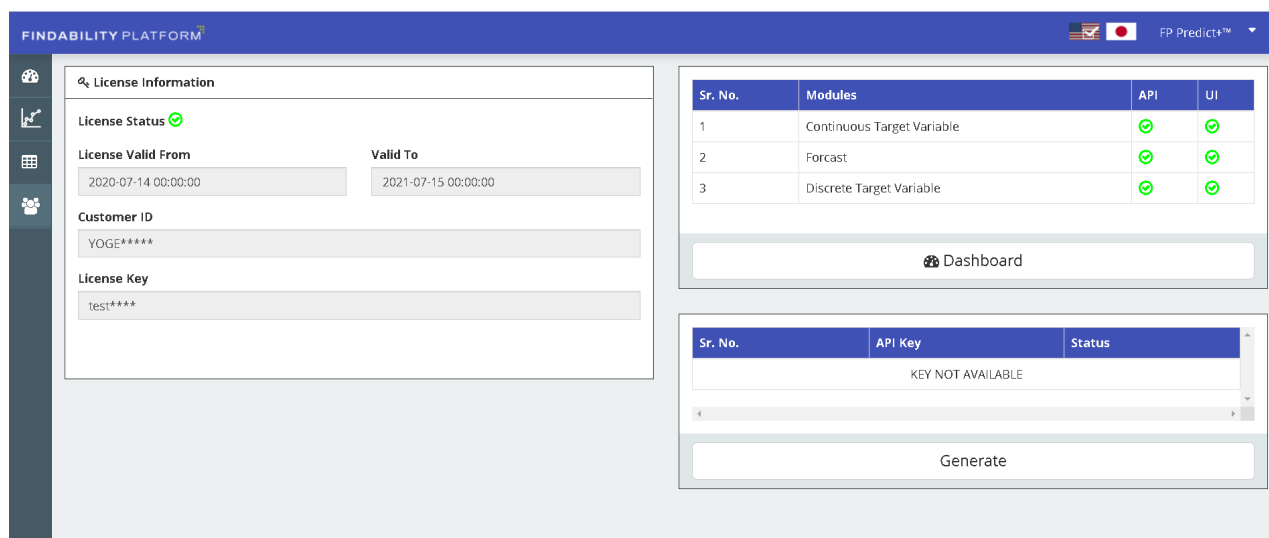 FINDABILITY PLATFORM
FP Predict+™
License Information
License Status
License Valid From Valid To
2020-07-14 00:00:00 2021-07-15 00:00:00
Customer ID
YOGE*****
License Key
test****
Sr. No. Modules API UI
1 Continuous Target Variable
2 Forcast
3 Discrete Target Variable
Dashboard
Sr. No. API Key Status
KEY NOT AVAILABLE
Generate